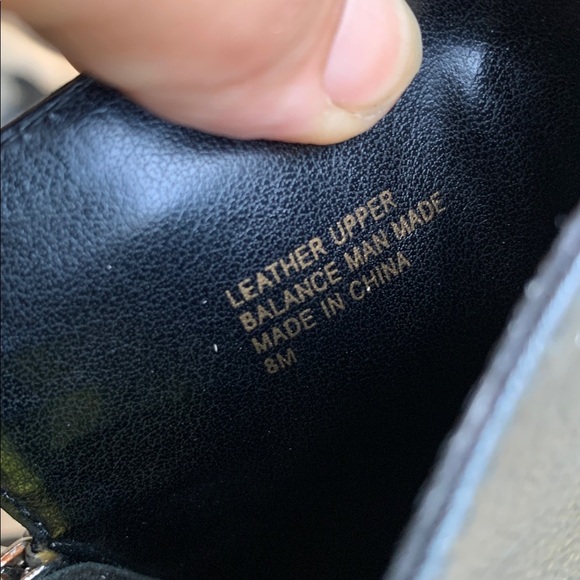 LEATHER UPPER
BALANCE MAN MADE
MADE IN CHINA
8M